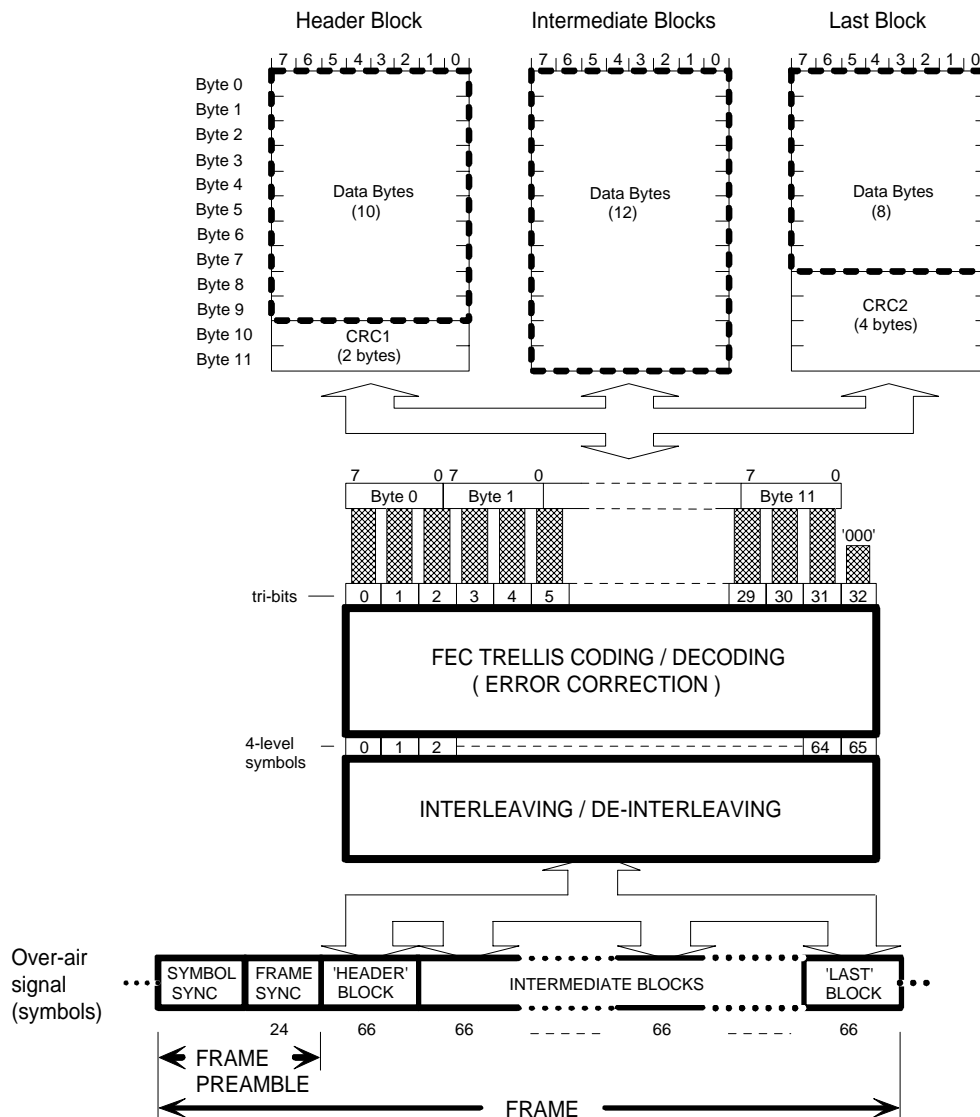 Header Block Intermediate Blocks Last Block
7 6 5 4 3 2 1 0 7 6 5 4 3 2 1 0 7 6 5 4 3 2 1 0
Byte 0
Byte 1
Byte 2
Byte 3
Byte 4 Data Bytes Data Bytes Data Bytes
Byte 5 (10) (12) (8)
Byte 6
Byte 7
Byte 8
Byte 9 CRC2
Byte 10 CRC1 (4 bytes)
Byte 11 (2 bytes)
7 0 7 0 7 0
Byte 0 Byte 1 Byte 11
'000'
tri-bits 0 1 2 3 4 5 29 30 31 32
FEC TRELLIS CODING / DECODING
( ERROR CORRECTION )
4-level
symbols 0 1 2 64 65
INTERLEAVING / DE-INTERLEAVING
Over-air
signal
(symbols)
SYMBOL
SYNC
FRAME
SYNC
'HEADER'
BLOCK
INTERMEDIATE BLOCKS
'LAST'
BLOCK
24 66 66 66 66
FRAME
PREAMBLE
FRAME